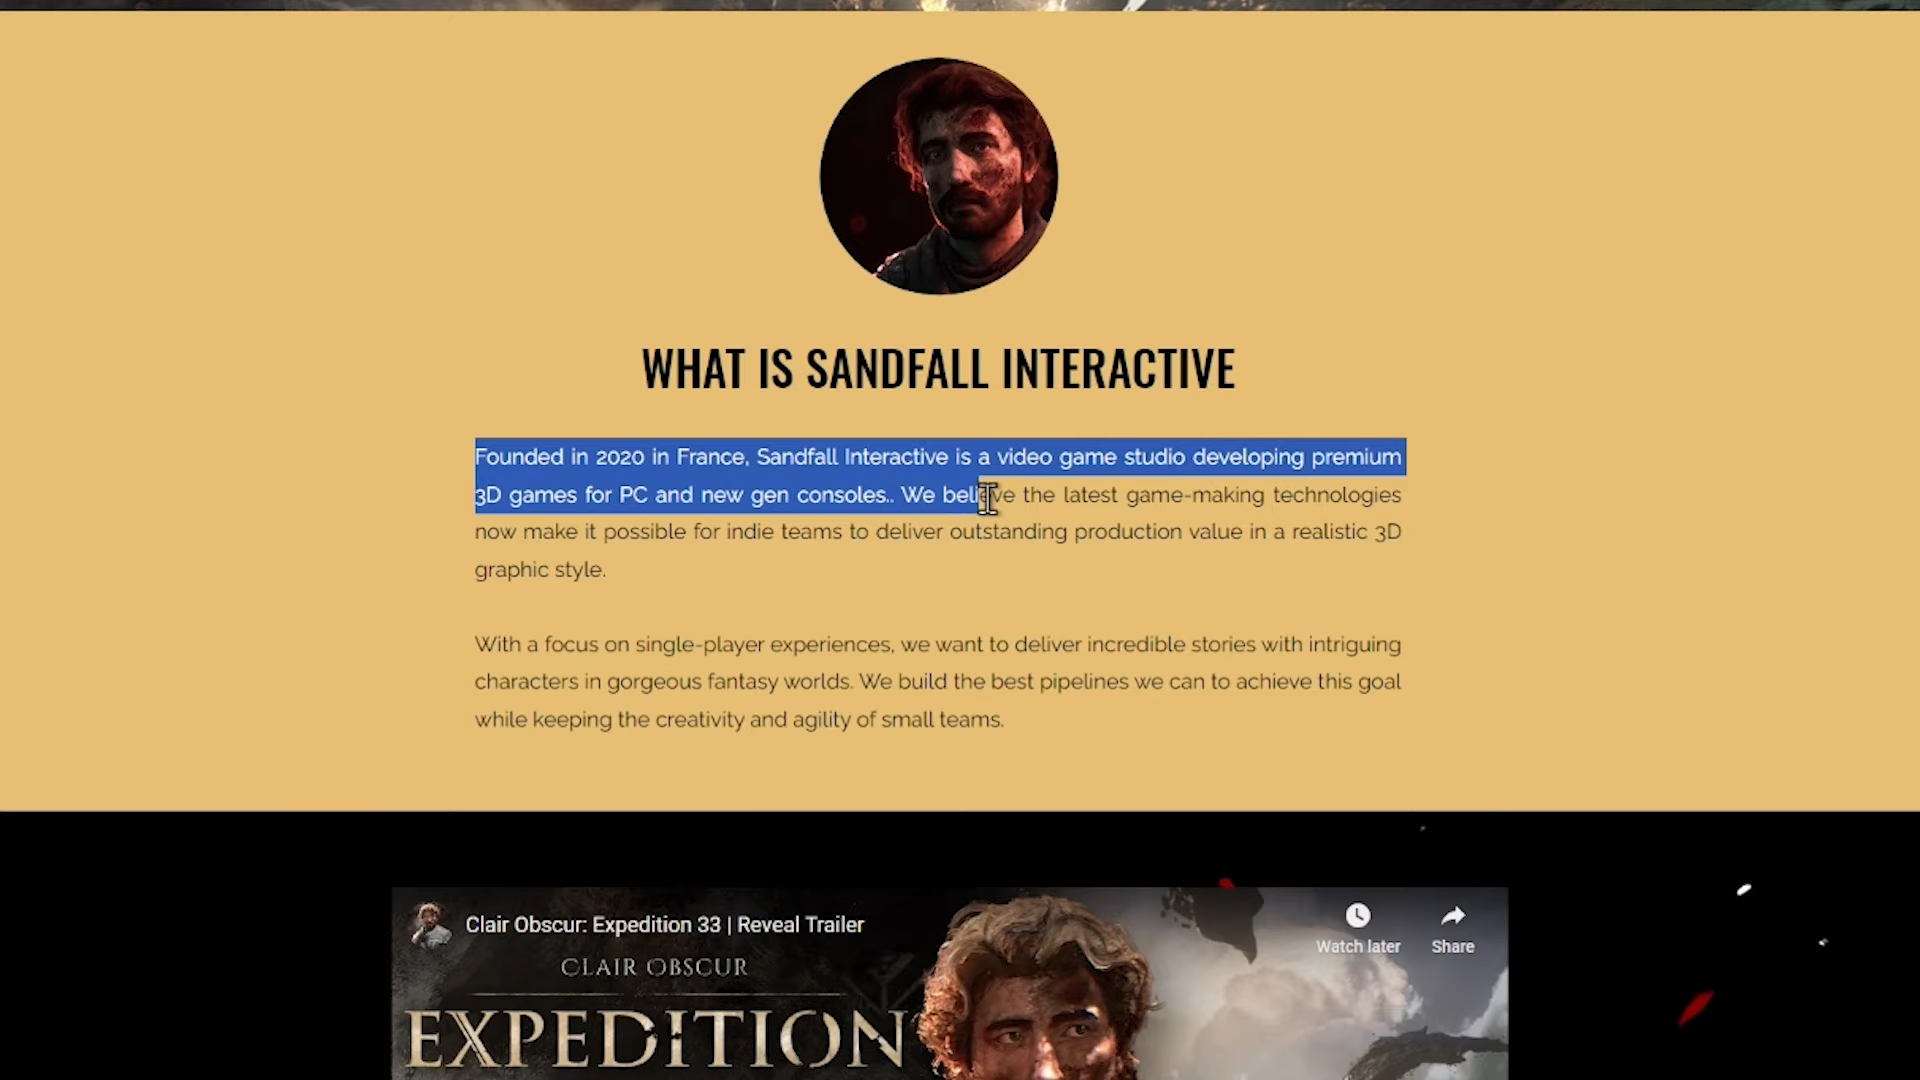 WHAT IS SANDFALL INTERACTIVE
Founded in 2020 in France, Sandfall Interactive is a video game studio developing premium
3D games for PC and new gen consoles.. We believe the latest game-making technologies
now make it possible for indie teams to deliver outstanding production value in a realistic 3D
graphic style.
With a focus on single-player experiences, we want to deliver incredible stories with intriguing
characters in gorgeous fantasy worlds. We build the best pipelines we can to achieve this goal
while keeping the creativity and agility of small teams.
Clair Obscur: Expedition 33 | Reveal Trailer
Watch later
Share
CLAIR OBSCUR
EXPEDITION